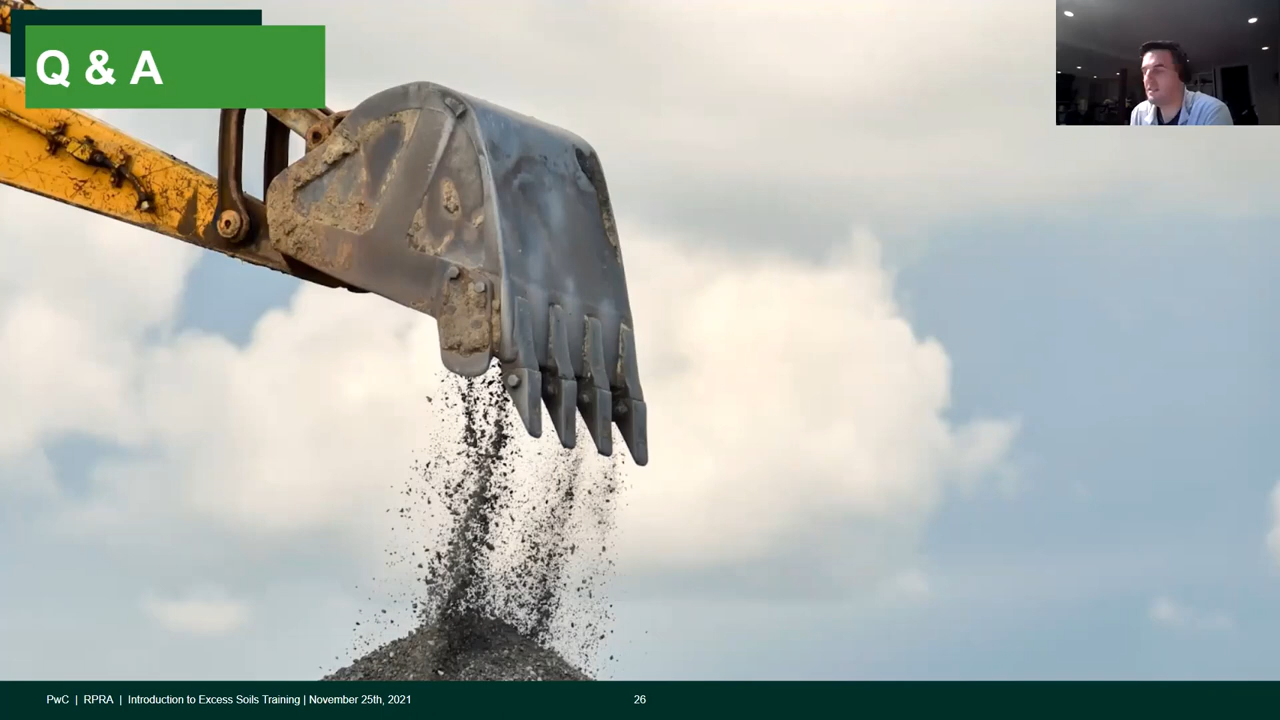 Q & A
PwC | RPRA | Introduction to Excess Soils Training | November 25th, 2021
26